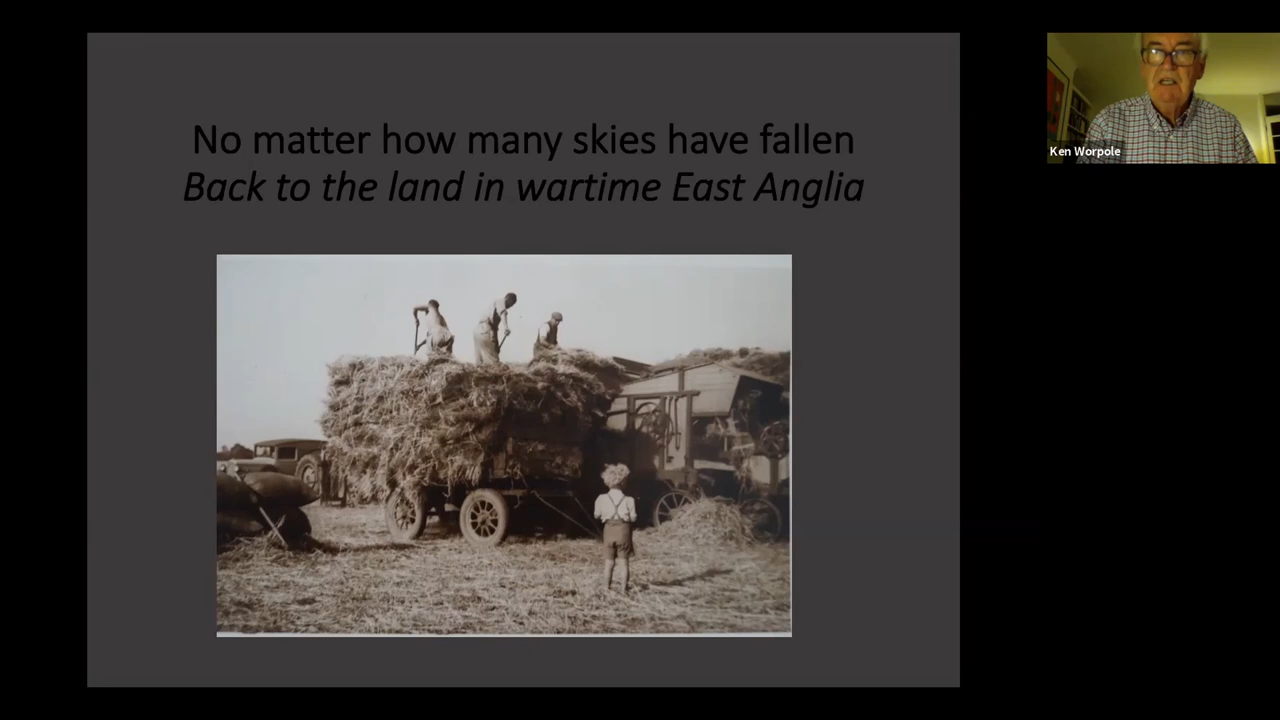 No matter how many skies have fallen
Back to the land in wartime East Anglia
Ken Worpole